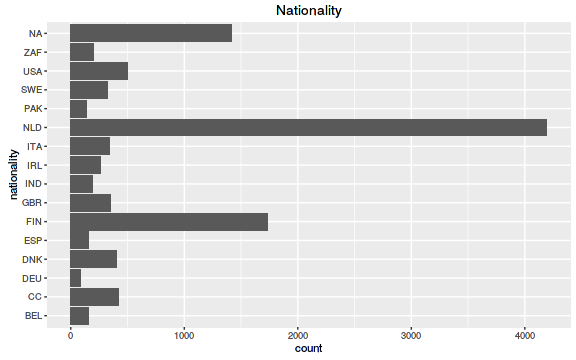 Nationality
nationality
NA
ZAF
USA
SWE
PAK
NLD
ITA
IRL
IND
GBR
FIN
ESP
DNK
DEU
CC
BEL
0 1000 2000 3000 4000
count